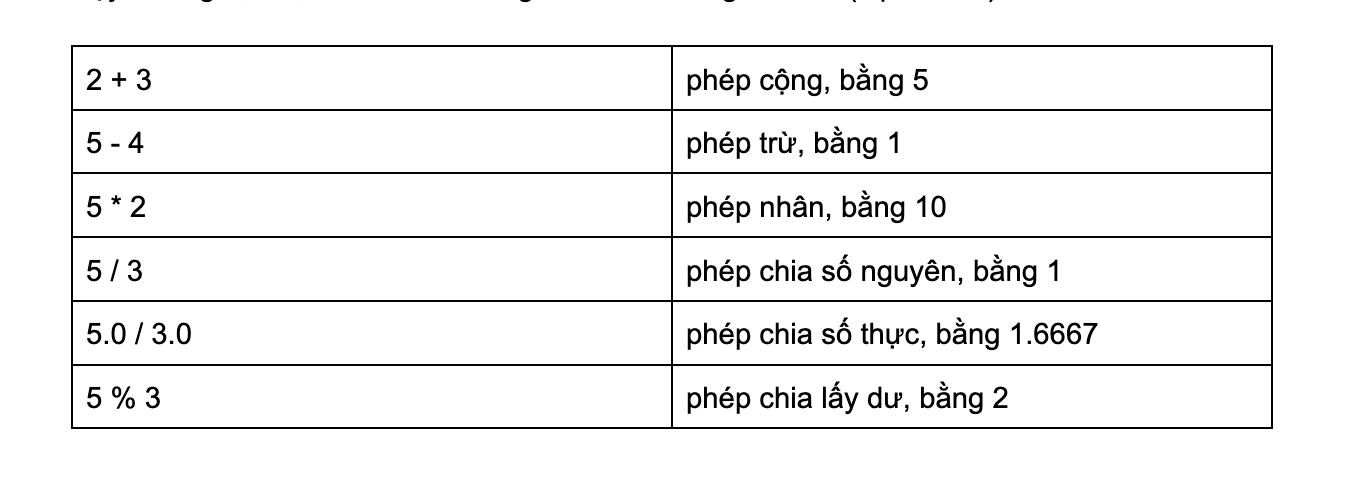 2 + 3 phép cộng, bằng 5
5 - 4 phép trừ, bằng 1
5 * 2 phép nhân, bằng 10
5 / 3 phép chia số nguyên, bằng 1
5.0 / 3.0 phép chia số thực, bằng 1.6667
5 % 3 phép chia lấy dư, bằng 2